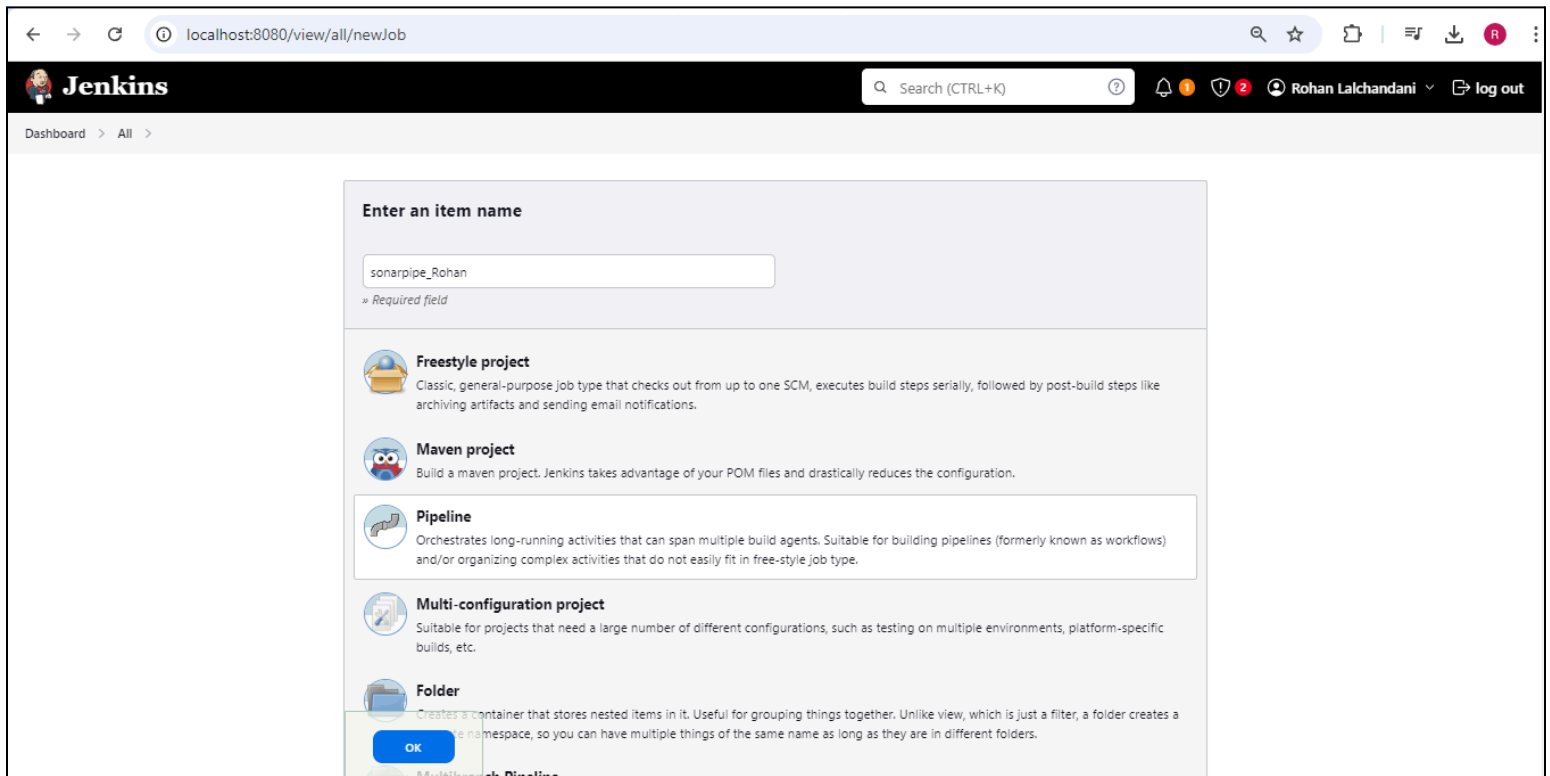 localhost:8080/view/all/newJob
R
Jenkins
Search (CTRL+K)
?
1
2
Rohan Lalchandani
log out
Dashboard > All >
Enter an item name
sonarpipe_Rohan
» Required field
Freestyle project
Classic, general-purpose job type that checks out from up to one SCM, executes build steps serially, followed by post-build steps like
archiving artifacts and sending email notifications.
Maven project
Build a maven project. Jenkins takes advantage of your POM files and drastically reduces the configuration.
Pipeline
Orchestrates long-running activities that can span multiple build agents. Suitable for building pipelines (formerly known as workflows)
and/or organizing complex activities that do not easily fit in free-style job type.
Multi-configuration project
Suitable for projects that need a large number of different configurations, such as testing on multiple environments, platform-specific
builds, etc.
Folder
Creates a container that stores nested items in it. Useful for grouping things together. Unlike view, which is just a filter, a folder creates a
namespace, so you can have multiple things of the same name as long as they are in different folders.
OK
Multibranch Pipeline